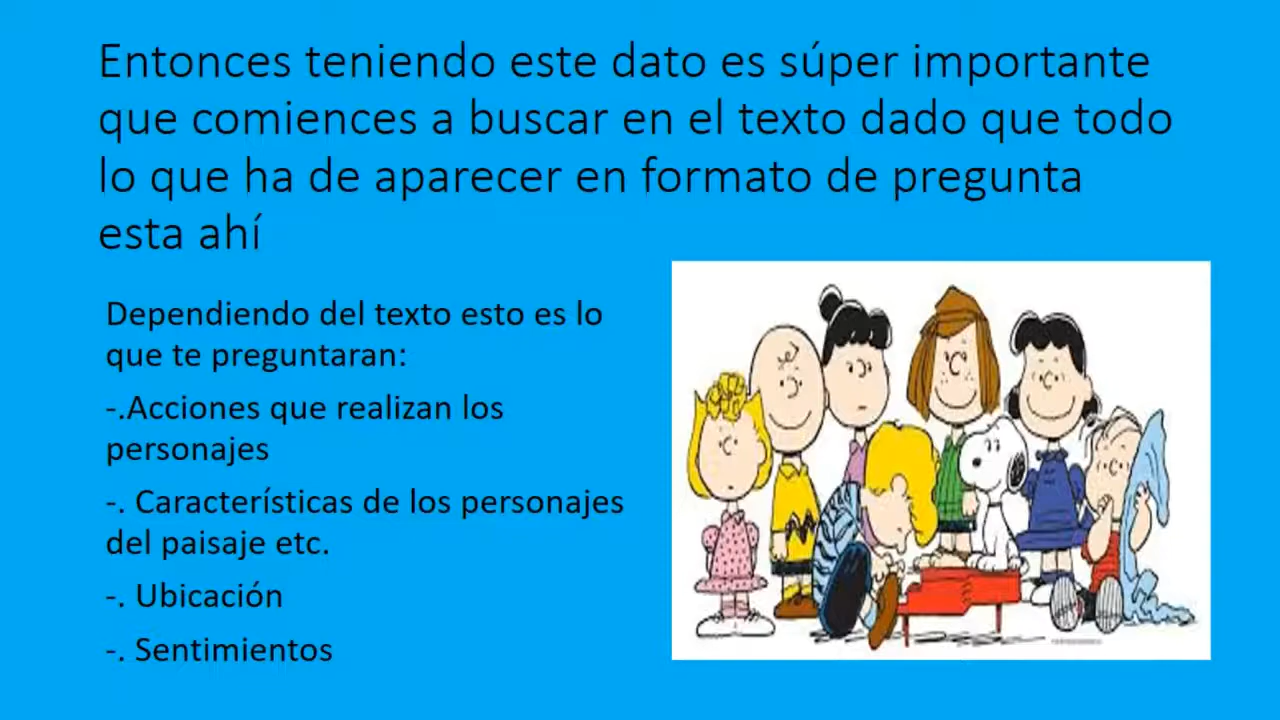 Entonces teniendo este dato es súper importante
que comiences a buscar en el texto dado que todo
lo que ha de aparecer en formato de pregunta
esta ahí
Dependiendo del texto esto es lo
que te preguntaran:
-.Acciones que realizan los
personajes
-. Características de los personajes
del paisaje etc.
-. Ubicación
-. Sentimientos